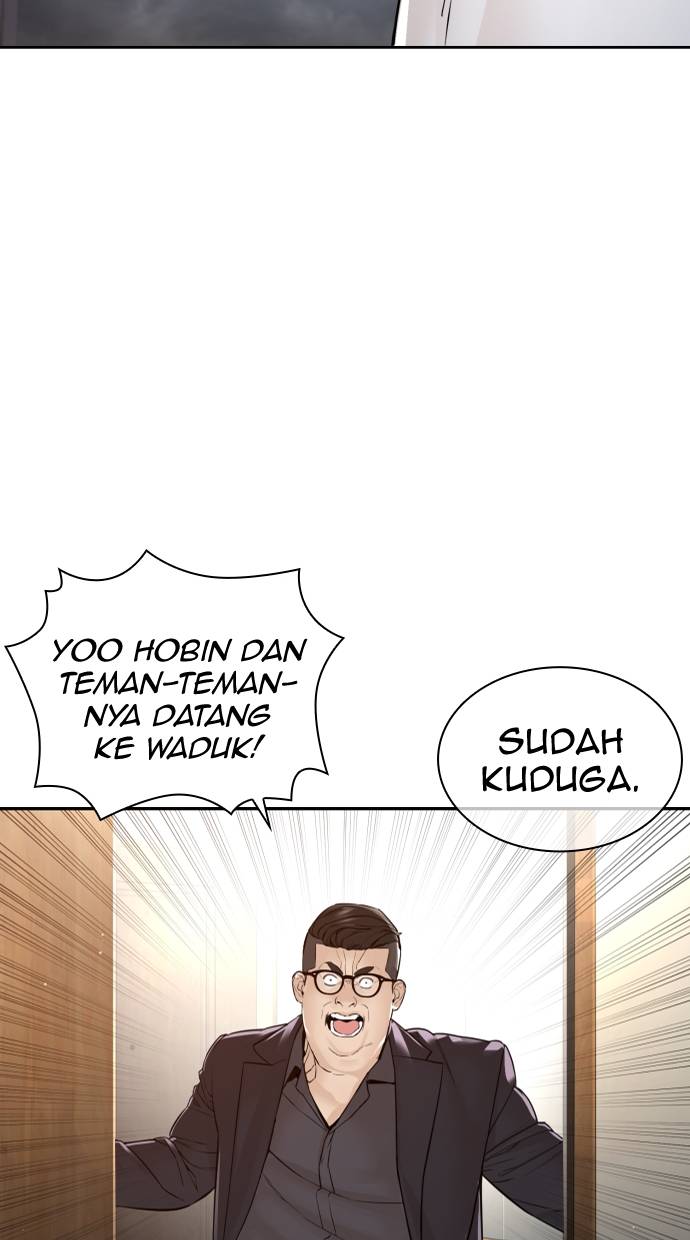 YOO HOBIN DAN
TEMAN-TEMAN-
NYA DATANG
KE WADUK!
SUDAH
KUDUGA.